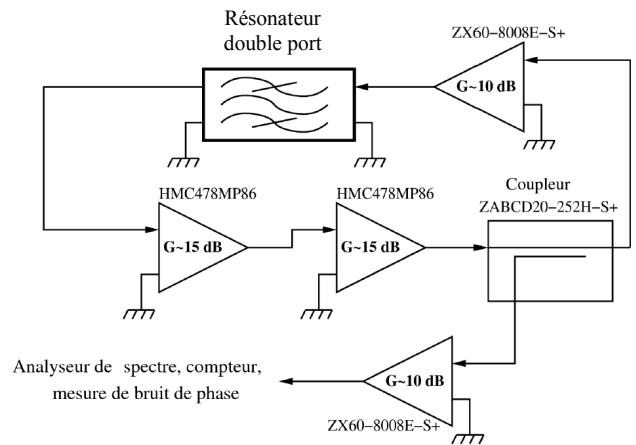 Résonateur
double port
ZX60-8008E-S+
G~10 dB
HMC478MP86
HMC478MP86
Coupleur
ZABCD20-252H-S+
G~15 dB
G~15 dB
Analyseur de spectre, compteur,
mesure de bruit de phase
G~10 dB
ZX60-8008E-S+